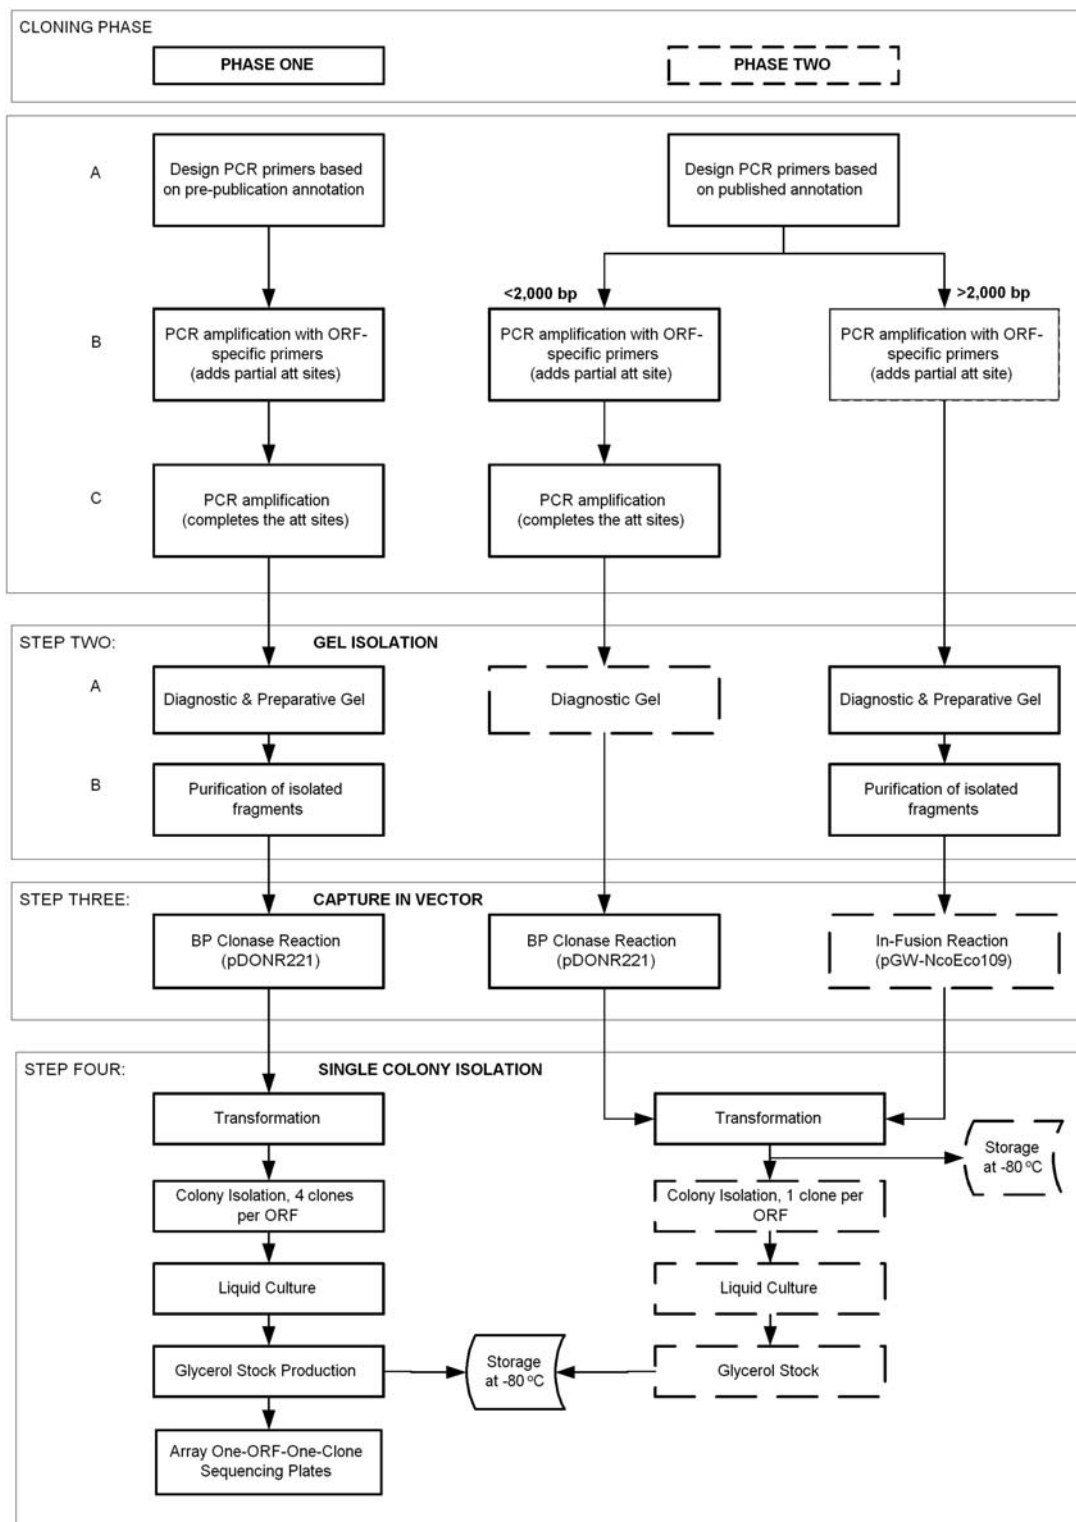 CLONING PHASE
PHASE ONE
PHASE TWO
A
Design PCR primers based
on pre-publication annotation
Design PCR primers based
on published annotation
<2,000 bp
>2,000 bp
B
PCR amplification with ORF-
specific primers
(adds partial att sites)
PCR amplification with ORF-
specific primers
(adds partial att site)
PCR amplification with ORF-
specific primers
(adds partial att site)
C
PCR amplification
(completes the att sites)
PCR amplification
(completes the att sites)
STEP TWO:
GEL ISOLATION
A
Diagnostic & Preparative Gel
Diagnostic Gel
Diagnostic & Preparative Gel
B
Purification of isolated
fragments
Purification of isolated
fragments
STEP THREE:
CAPTURE IN VECTOR
BP Clonase Reaction
(pDONR221)
BP Clonase Reaction
(pDONR221)
In-Fusion Reaction
(pGW-NcoEco109)
STEP FOUR:
SINGLE COLONY ISOLATION
Transformation
Transformation
Storage
at -80 ºC
Colony Isolation, 4 clones
per ORF
Colony Isolation, 1 clone per
ORF
Liquid Culture
Liquid Culture
Glycerol Stock Production
Storage
at -80 ºC
Glycerol Stock
Array One-ORF-One-Clone
Sequencing Plates